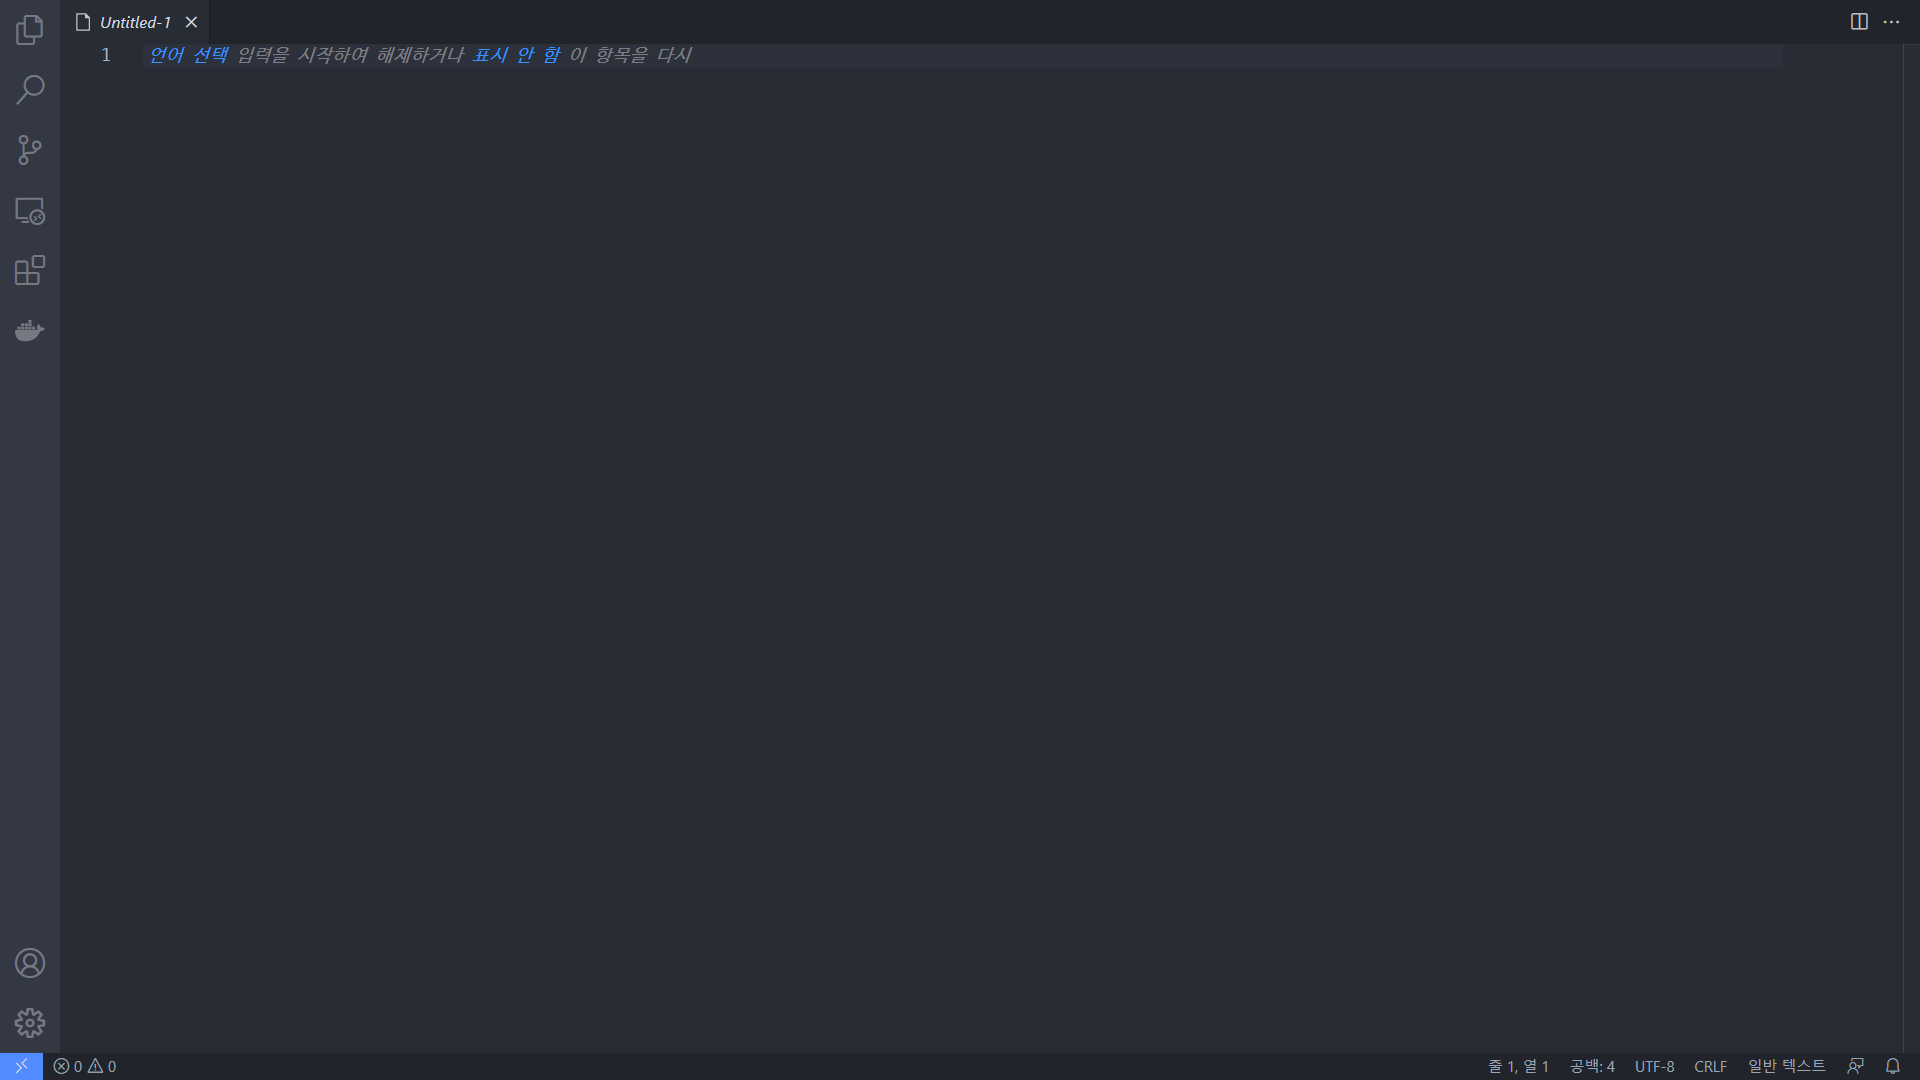 Untitled-1
1 언어 선택 입력을 시작하여 해제하거나 표시 안 함 이 항목을 다시
0 0 줄 1, 열 1 공백: 4 UTF-8 CRLF 일반 텍스트